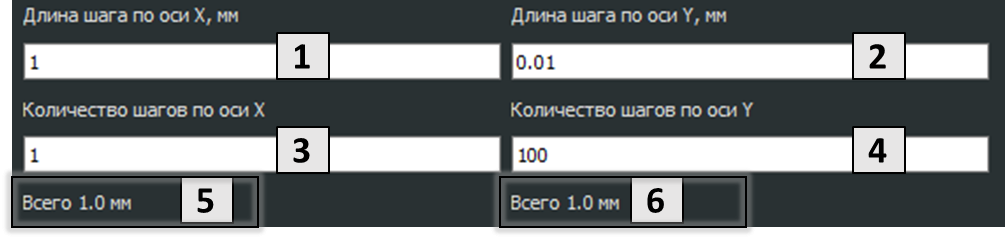 Длина шага по оси X, мм
Длина шага по оси Y, мм
1 1
0.01 2
Количество шагов по оси X
Количество шагов по оси Y
1 3
100 4
Всего 1.0 мм 5
Всего 1.0 мм 6